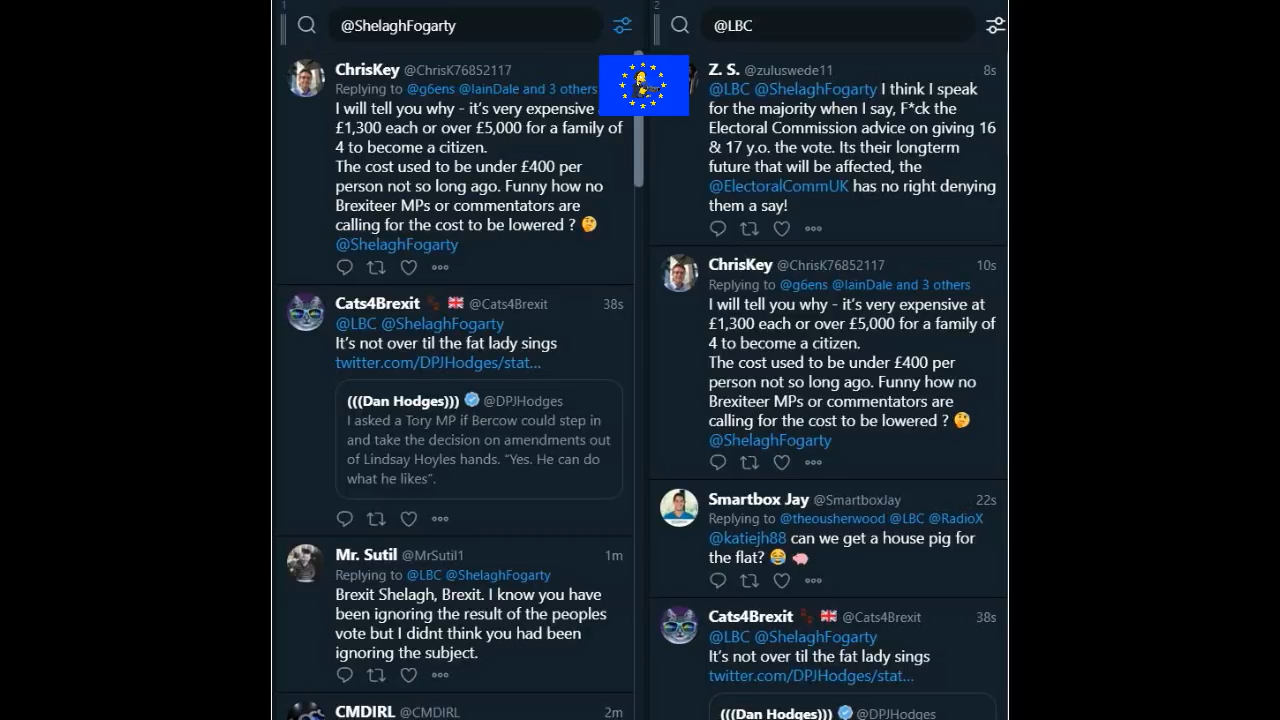 1
@ShelaghFogarty
ChrisKey @ChrisK76852117
Replying to @g6ens @IainDale and 3 others
I will tell you why - it's very expensive
£1,300 each or over £5,000 for a family of
4 to become a citizen.
The cost used to be under £400 per
person not so long ago. Funny how no
Brexiteer MPs or commentators are
calling for the cost to be lowered ? 🤔
@ShelaghFogarty
Cats4Brexit 🐾 🇬🇧 @Cats4Brexit 38s
@LBC @ShelaghFogarty
It's not over til the fat lady sings
twitter.com/DPJHodges/stat...
(((Dan Hodges))) @DPJHodges
I asked a Tory MP if Bercow could step in
and take the decision on amendments out
of Lindsay Hoyles hands. "Yes. He can do
what he likes".
Mr. Sutil @MrSutil1 1m
Replying to @LBC @ShelaghFogarty
Brexit Shelagh, Brexit. I know you have
been ignoring the result of the peoples
vote but I didnt think you had been
ignoring the subject.
CMDIRL @CMDIRL 2m
2
@LBC
Z. S. @zuluswede11 8s
@LBC @ShelaghFogarty I think I speak
for the majority when I say, F*ck the
Electoral Commission advice on giving 16
& 17 y.o. the vote. Its their longterm
future that will be affected, the
@ElectoralCommUK has no right denying
them a say!
ChrisKey @ChrisK76852117 10s
Replying to @g6ens @IainDale and 3 others
I will tell you why - it's very expensive at
£1,300 each or over £5,000 for a family of
4 to become a citizen.
The cost used to be under £400 per
person not so long ago. Funny how no
Brexiteer MPs or commentators are
calling for the cost to be lowered ? 🤔
@ShelaghFogarty
Smartbox Jay @SmartboxJay 22s
Replying to @theousherwood @LBC @RadioX
@katiejh88 can we get a house pig for
the flat? 😂 🐖
Cats4Brexit 🐾 🇬🇧 @Cats4Brexit 38s
@LBC @ShelaghFogarty
It's not over til the fat lady sings
twitter.com/DPJHodges/stat...
(((Dan Hodges))) @DPJHodges